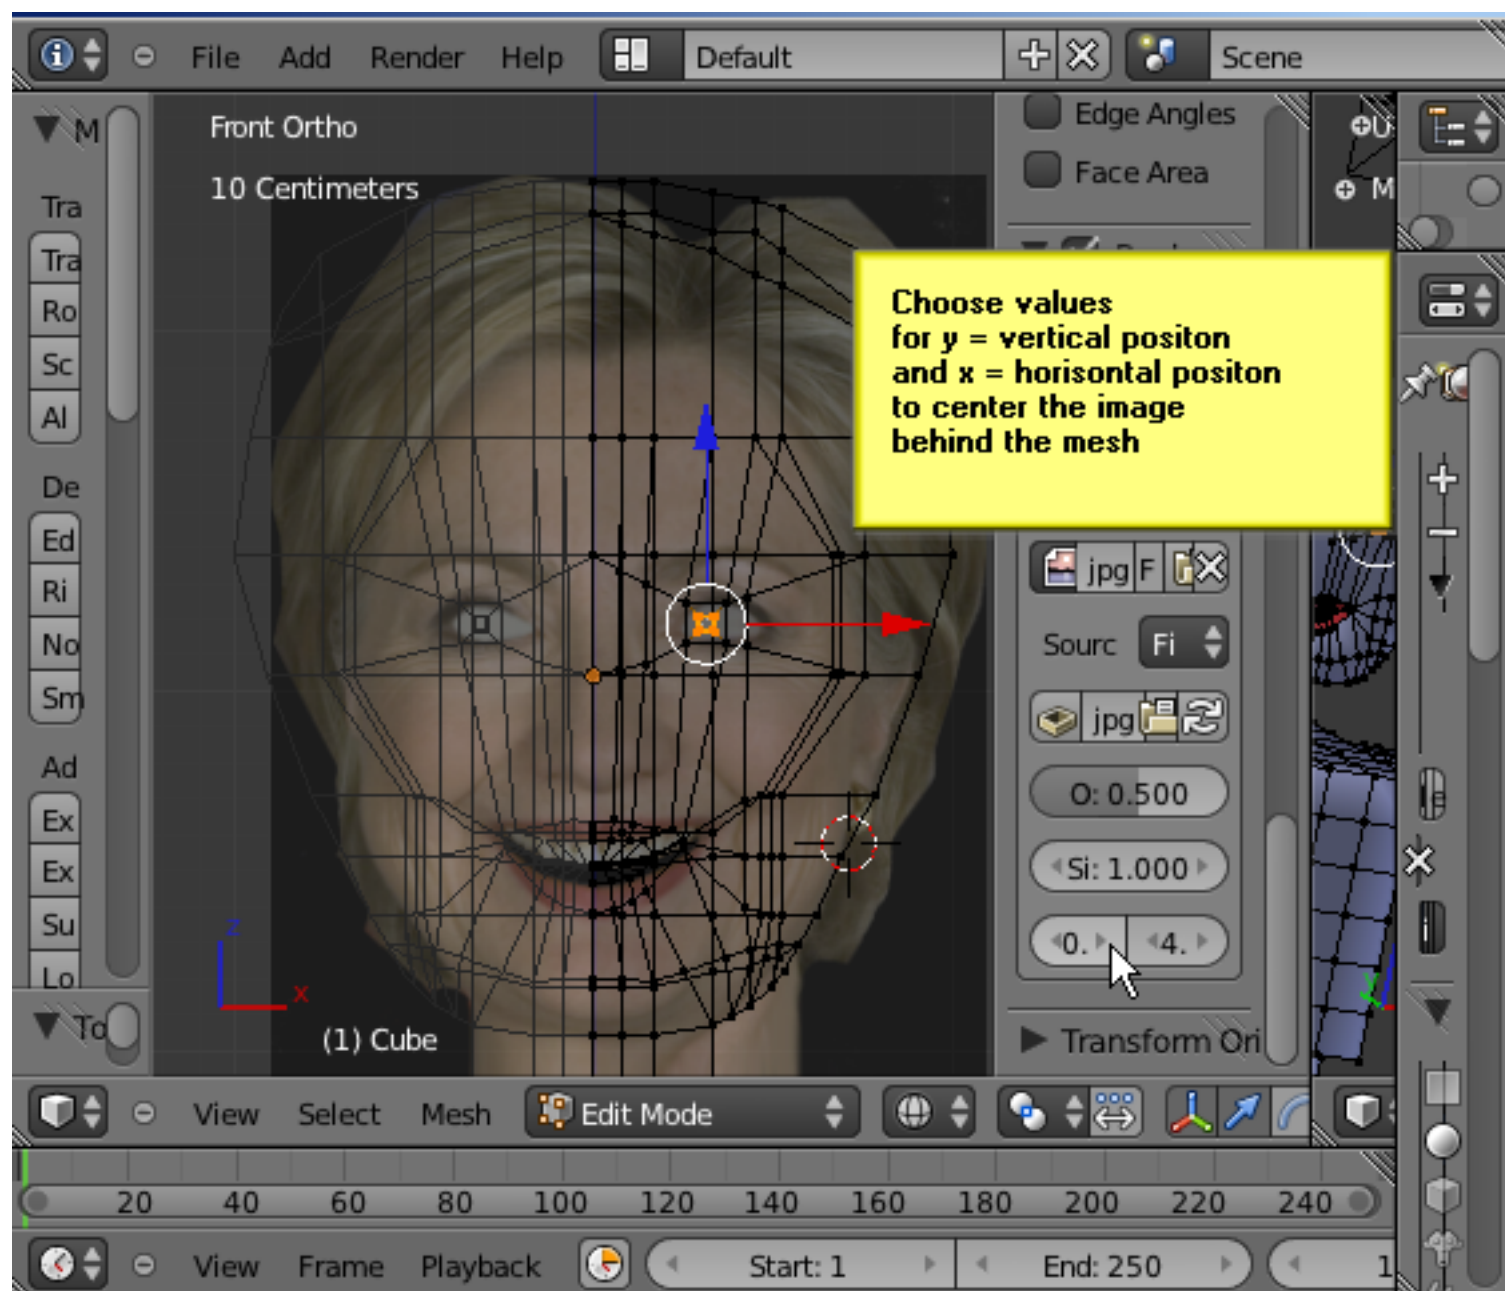 File Add Render Help Default Scene
M
Front Ortho
10 Centimeters
Tra
Tra
Ro
Sc
Al
De
Ed
Ri
No
Sm
Ad
Ex
Ex
Su
Lo
To
Edge Angles
Face Area
U
M
Choose values
for y = vertical positon
and x = horisontal positon
to center the image
behind the mesh
jpg F
Sourc Fi
jpg
O: 0.500
Si: 1.000
0. 4.
Transform Ori
z
x
y
(1) Cube
View Select Mesh Edit Mode
20 40 60 80 100 120 140 160 180 200 220 240
View Frame Playback Start: 1 End: 250 1